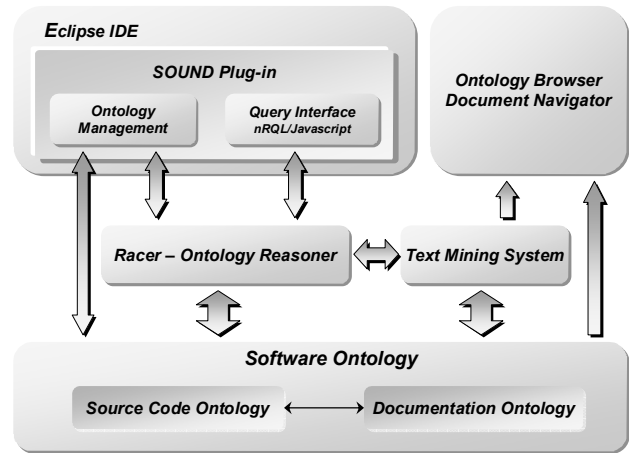 Eclipse IDE
SOUND Plug-in
Ontology
Management
Query Interface
nRQL/Javascript
Ontology Browser
Document Navigator
Racer – Ontology Reasoner
Text Mining System
Software Ontology
Source Code Ontology
Documentation Ontology